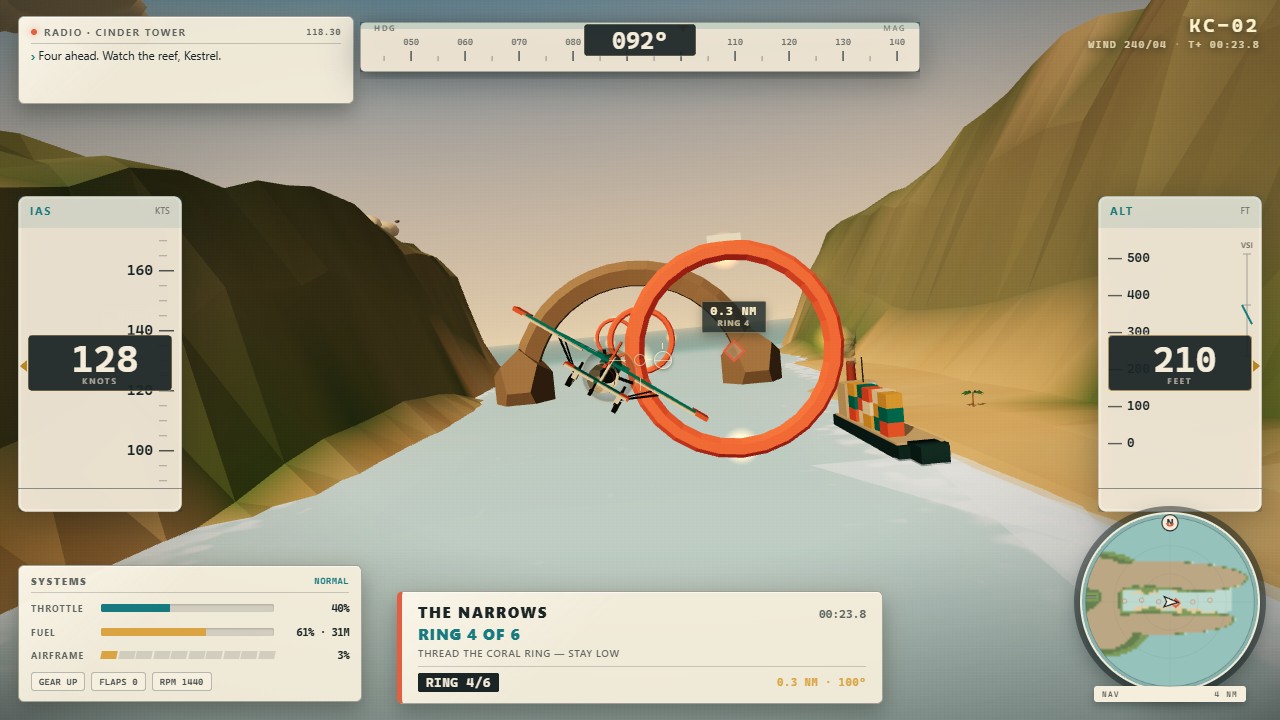 RADIO · CINDER TOWER 118.30
› Four ahead. Watch the reef, Kestrel.
HDG MAG
050 060 070 080 092° 110 120 130 140
KC-02
WIND 240/04 · T+ 00:23.8
IAS KTS
160
140
128
KNOTS
120
100
ALT FT
VSI
500
400
300
210
FEET
200
100
0
0.3 NM
RING 4
SYSTEMS NORMAL
THROTTLE 40%
FUEL 61% · 31M
AIRFRAME 3%
GEAR UP FLAPS 0 RPM 1440
THE NARROWS 00:23.8
RING 4 OF 6
THREAD THE CORAL RING — STAY LOW
RING 4/6 0.3 NM · 100°
N
NAV 4 NM